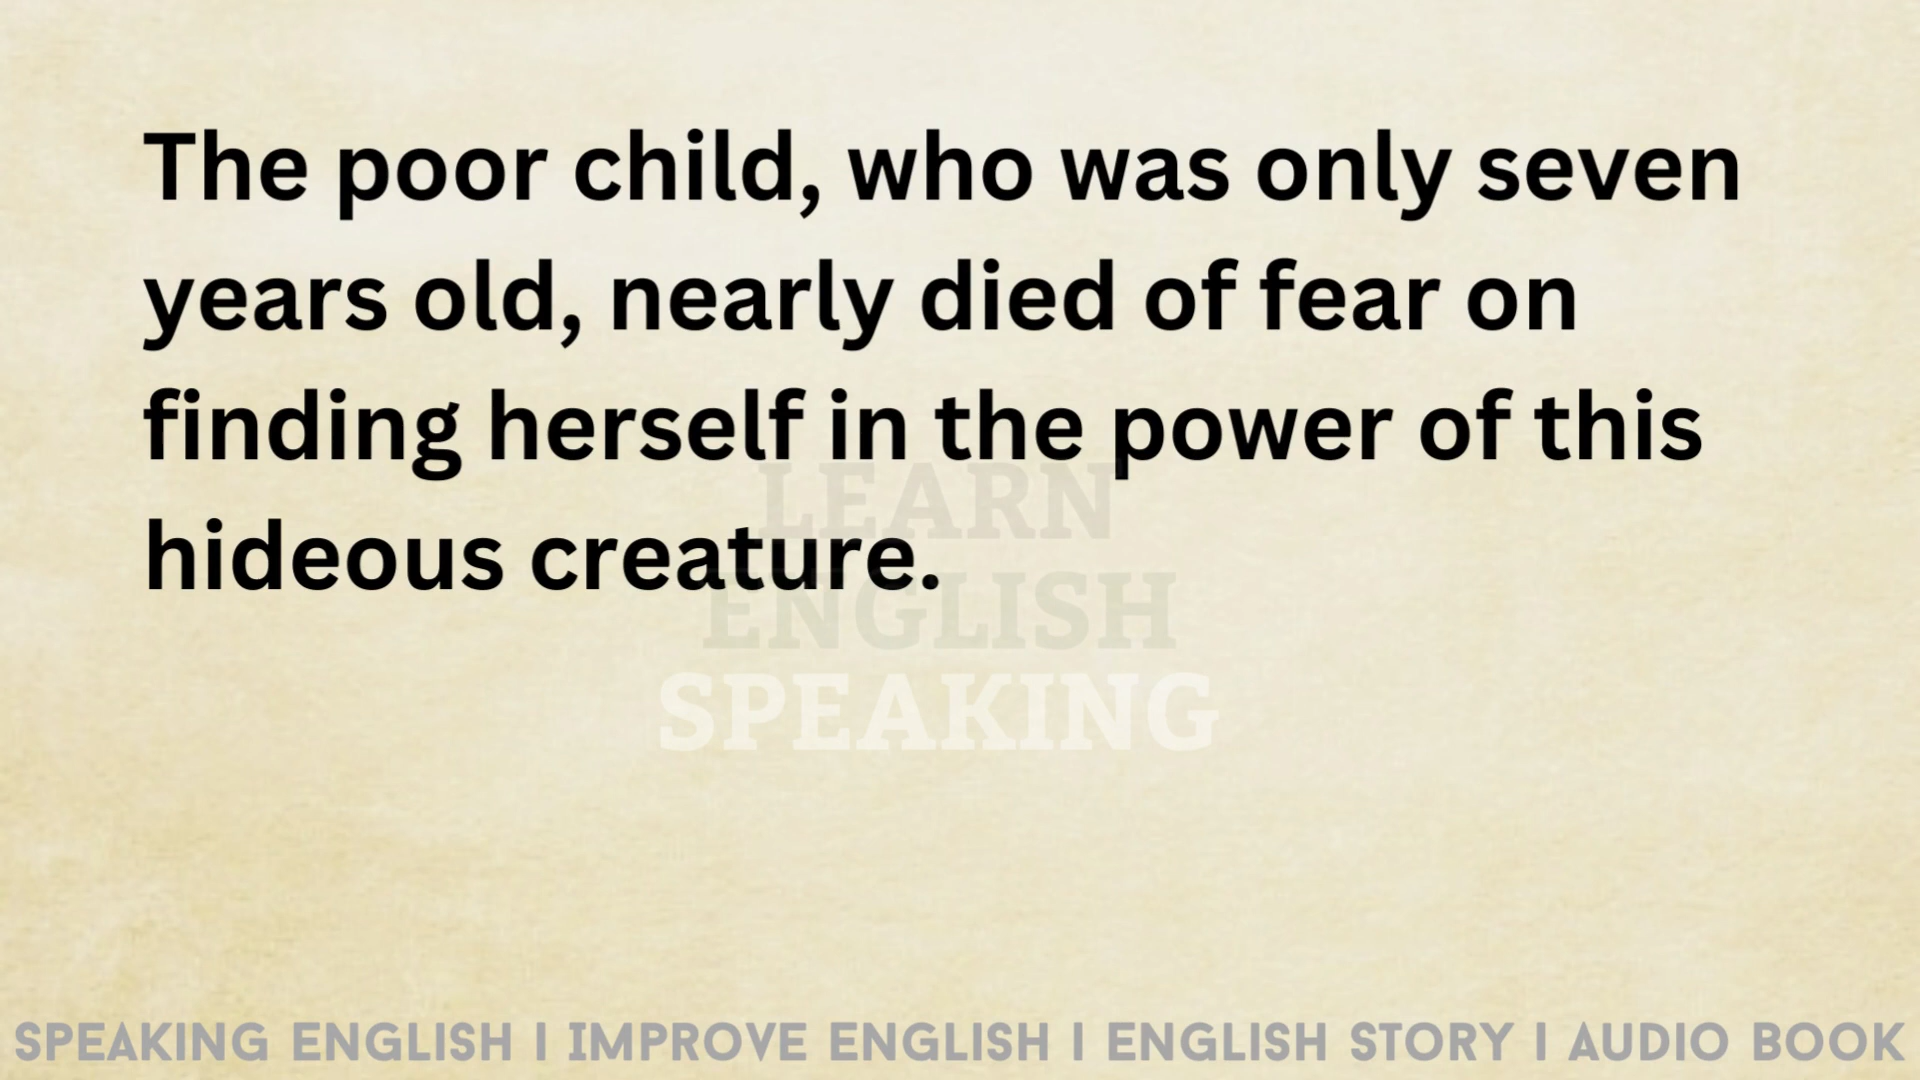 The poor child, who was only seven
years old, nearly died of fear on
finding herself in the power of this
hideous creature.
LEARN
ENGLISH
SPEAKING
SPEAKING ENGLISH | IMPROVE ENGLISH | ENGLISH STORY | AUDIO BOOK